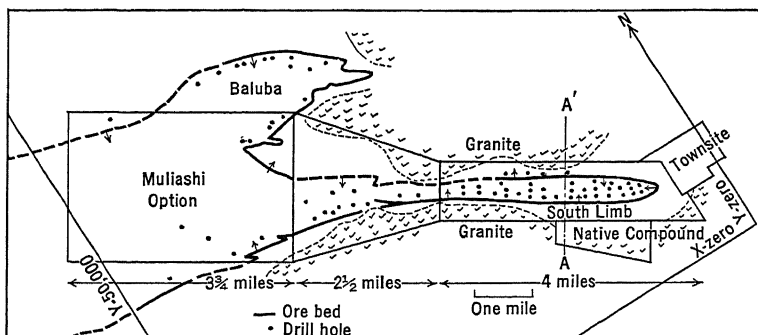 N
Baluba
A'
Granite
Townsite
Muliashi
Option
South Limb
X-zero Y-zero
Native Compound
Granite
A
Y-50,000
3¾ miles
2½ miles
4 miles
One mile
Ore bed
Drill hole